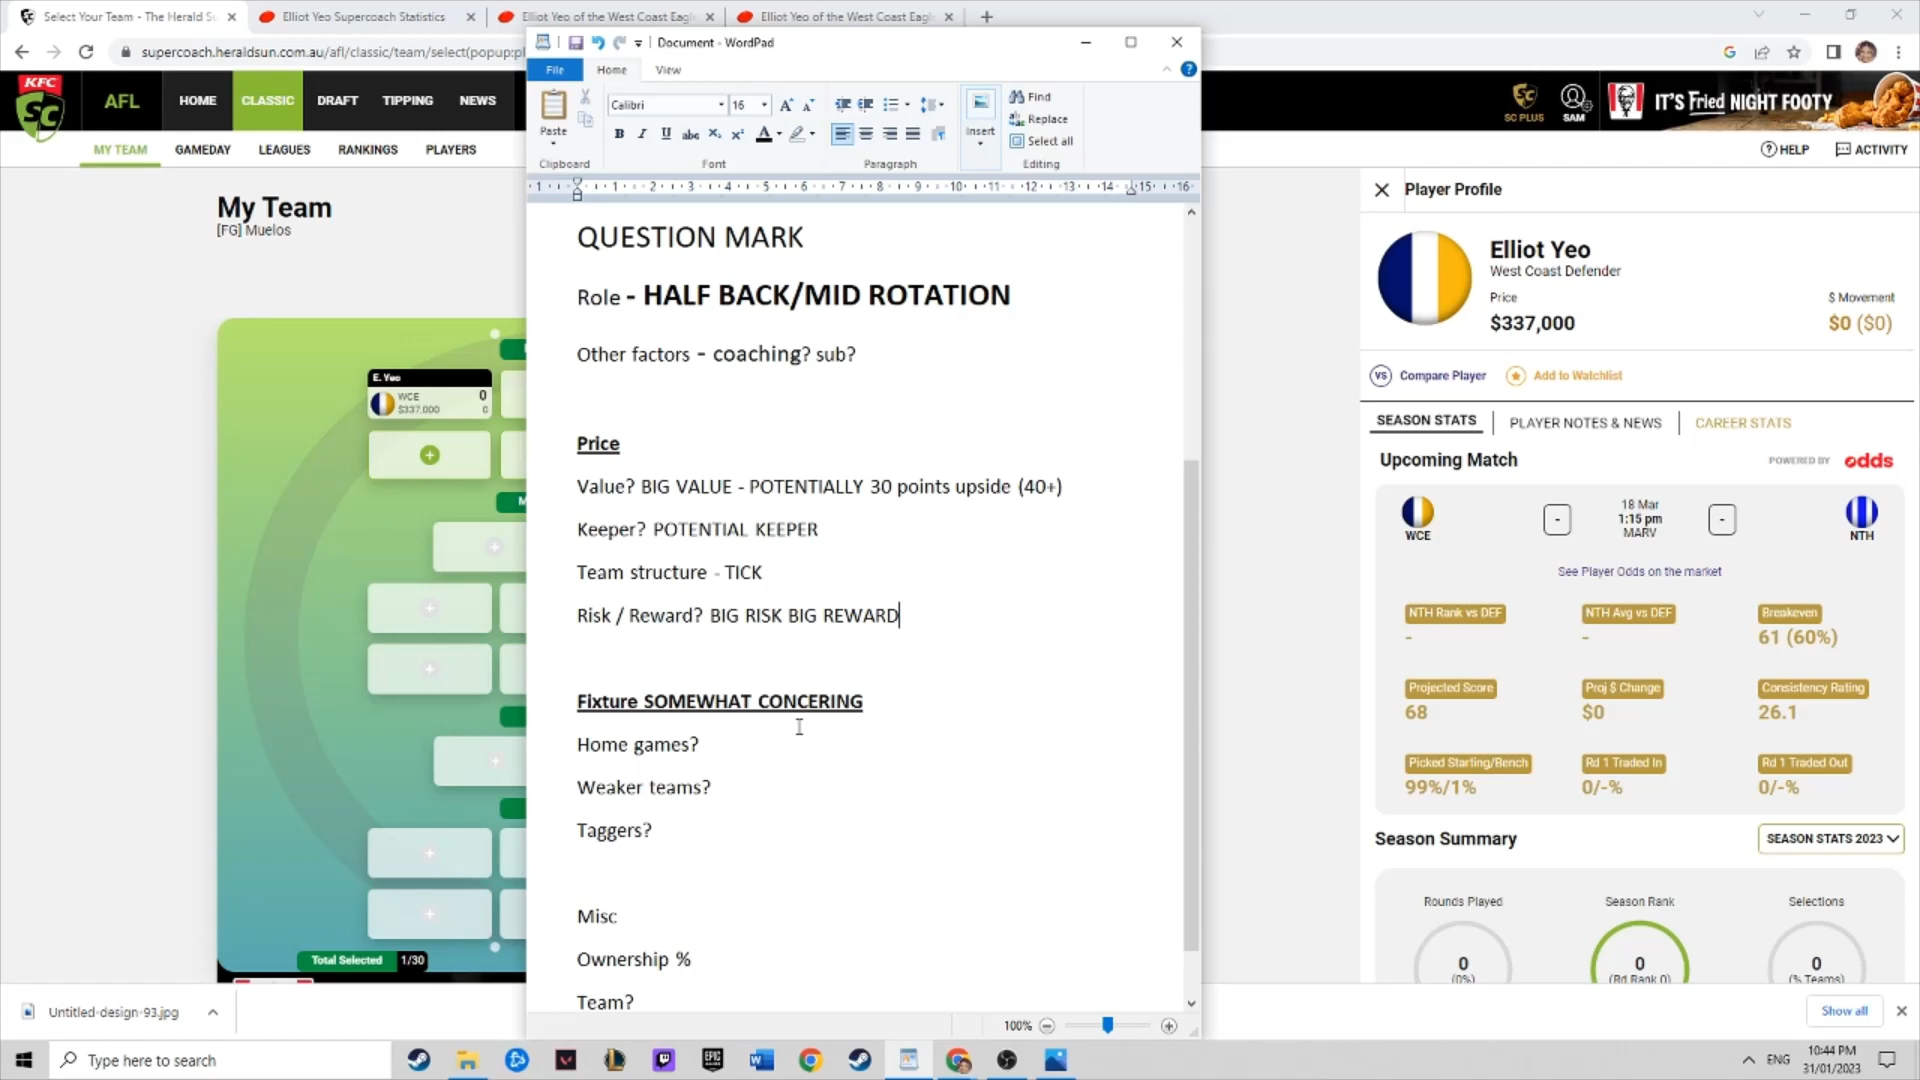 Select Your Team - The Herald Su
Elliot Yeo Supercoach Statistics
Elliot Yeo of the West Coast Eagl
Elliot Yeo of the West Coast Eagl
supercoach.heraldsun.com.au/afl/classic/team/select(popup:pl
Document - WordPad
File
Home
View
Paste
Clipboard
Calibri
16
Font
Paragraph
Insert
Find
Replace
Select all
Editing
KFC
SC
AFL
HOME
CLASSIC
DRAFT
TIPPING
NEWS
SC PLUS
SAM
IT'S Fried NIGHT FOOTY
MY TEAM
GAMEDAY
LEAGUES
RANKINGS
PLAYERS
HELP
ACTIVITY
My Team
[FG] Muelos
E. Yeo
WCE
0
$337,000
0
Total Selected
1/30
QUESTION MARK
Role - HALF BACK/MID ROTATION
Other factors - coaching? sub?
Price
Value? BIG VALUE - POTENTIALLY 30 points upside (40+)
Keeper? POTENTIAL KEEPER
Team structure - TICK
Risk / Reward? BIG RISK BIG REWARD
Fixture SOMEWHAT CONCERING
Home games?
Weaker teams?
Taggers?
Misc
Ownership %
Team?
100%
Player Profile
Elliot Yeo
West Coast Defender
Price
$ Movement
$337,000
$0 ($0)
VS Compare Player
Add to Watchlist
SEASON STATS
PLAYER NOTES & NEWS
CAREER STATS
Upcoming Match
POWERED BY odds
WCE
-
18 Mar
1:15 pm
MARV
-
NTH
See Player Odds on the market
NTH Rank vs DEF
NTH Avg vs DEF
Breakeven
-
-
61 (60%)
Projected Score
Proj $ Change
Consistency Rating
68
$0
26.1
Picked Starting/Bench
Rd 1 Traded In
Rd 1 Traded Out
99%/1%
0/-%
0/-%
Season Summary
SEASON STATS 2023
Rounds Played
Season Rank
Selections
0
(0%)
0
(Rd Rank 0)
0
(% Teams)
Untitled-design-93.jpg
Show all
Type here to search
ENG
10:44 PM
31/01/2023